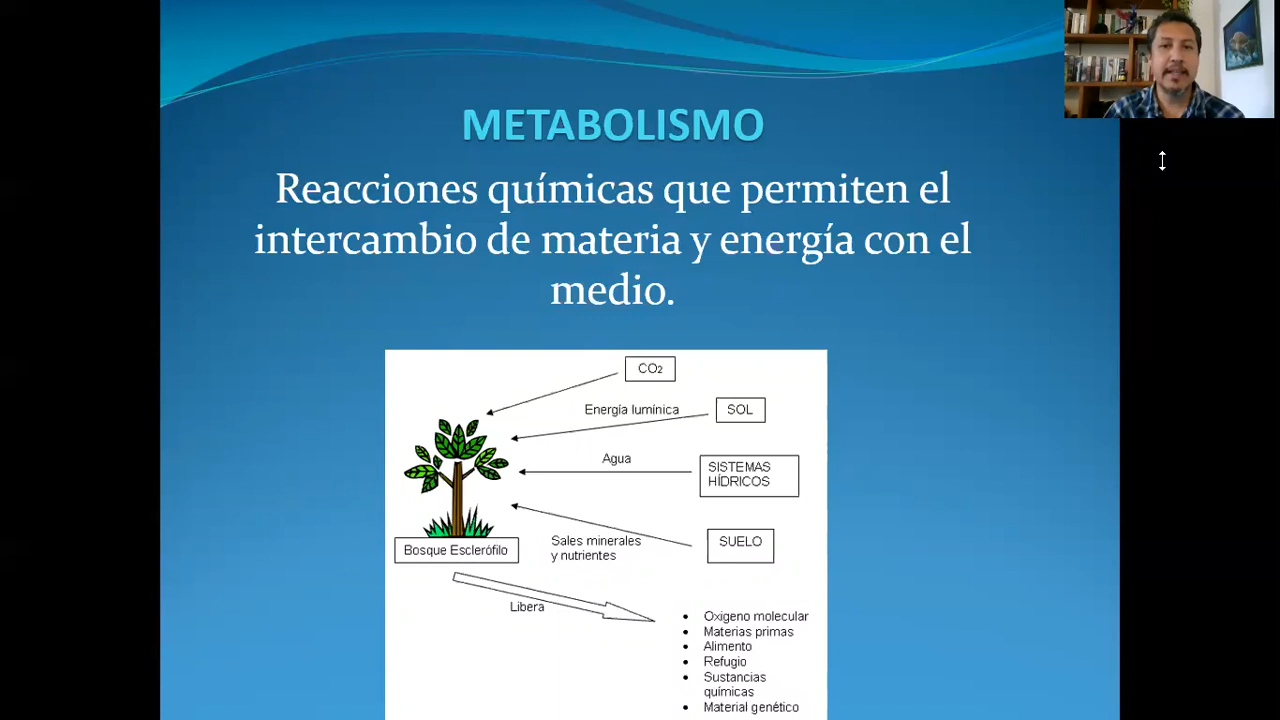 METABOLISMO
Reacciones químicas que permiten el
intercambio de materia y energía con el
medio.
CO₂
Energía lumínica
SOL
Agua
SISTEMAS
HÍDRICOS
Sales minerales
y nutrientes
SUELO
Bosque Esclerófilo
Libera
• Oxigeno molecular
• Materias primas
• Alimento
• Refugio
• Sustancias
químicas
• Material genético